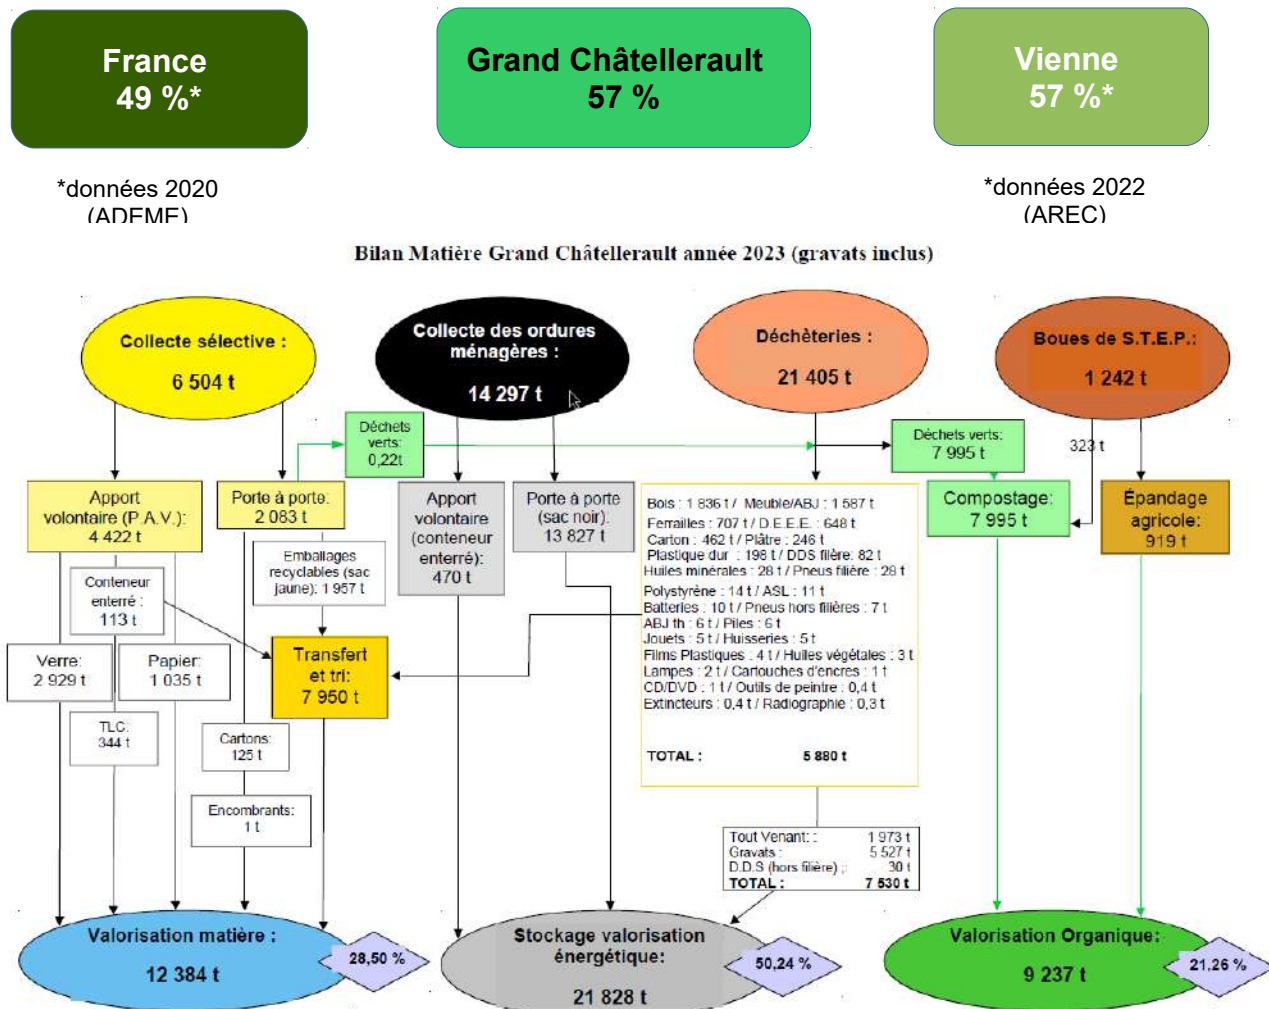 France
49 %*
Grand Châtellerault
57 %
Vienne
57 %*
*données 2020
(ADEME)
*données 2022
(AREC)
Bilan Matière Grand Châtellerault année 2023 (gravats inclus)
Collecte sélective :
6 504 t
Collecte des ordures
ménagères :
14 297 t
Déchèteries :
21 405 t
Boues de S.T.E.P.:
1 242 t
Déchets
verts:
0,22t
Déchets verts:
7 995 t
323 t
Apport
volontaire (P.A.V.):
4 422 t
Porte à porte:
2 083 t
Apport
volontaire
(conteneur
enterré):
470 t
Porte à porte
(sac noir):
13 827 t
Compostage:
7 995 t
Épandage
agricole:
919 t
Emballages
recyclables (sac
jaune): 1 957 t
Conteneur
enterré :
113 t
Bois : 1 836 t / Meuble/ABJ : 1 587 t
Ferrailles : 707 t / D.E.E.E. : 648 t
Carton : 462 t / Plâtre : 246 t
Plastique dur : 198 t / DDS filère: 82 t
Huiles minérales : 28 t / Pneus filière : 28 t
Polystyrène : 14 t / ASL : 11 t
Batteries : 10 t / Pneus hors filières : 7 t
ABJ th : 6 t / Piles : 6 t
Jouets : 5 t / Huisseries : 5 t
Films Plastiques : 4 t / Huiles végétales : 3 t
Lampes : 2 t / Cartouches d'encres : 1 t
CD/DVD : 1 t / Outils de peintre : 0,4 t
Extincteurs : 0,4 t / Radiographie : 0,3 t
TOTAL : 5 880 t
Verre:
2 929 t
Papier:
1 035 t
Transfert
et tri:
7 950 t
TLC:
344 t
Cartons:
125 t
Encombrants:
1 t
Tout Venant: : 1 973 t
Gravats : 5 527 t
D.D.S (hors filière) ;: 30 t
TOTAL : 7 530 t
Valorisation matière :
12 384 t
28,50 %
Stockage valorisation
énergétique:
21 828 t
50,24 %
Valorisation Organique:
9 237 t
21,26 %